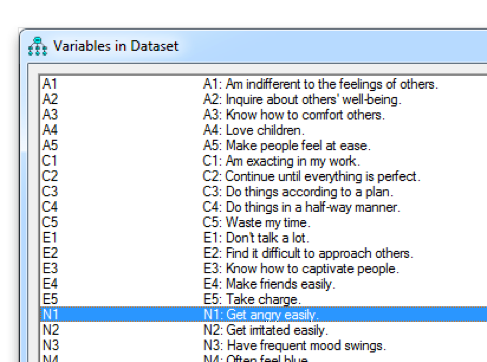 Variables in Dataset
A1 A1: Am indifferent to the feelings of others.
A2 A2: Inquire about others' well-being.
A3 A3: Know how to comfort others.
A4 A4: Love children.
A5 A5: Make people feel at ease.
C1 C1: Am exacting in my work.
C2 C2: Continue until everything is perfect.
C3 C3: Do things according to a plan.
C4 C4: Do things in a half-way manner.
C5 C5: Waste my time.
E1 E1: Don't talk a lot.
E2 E2: Find it difficult to approach others.
E3 E3: Know how to captivate people.
E4 E4: Make friends easily.
E5 E5: Take charge.
N1 N1: Get angry easily.
N2 N2: Get irritated easily.
N3 N3: Have frequent mood swings.
N4 N4: Often feel blue.